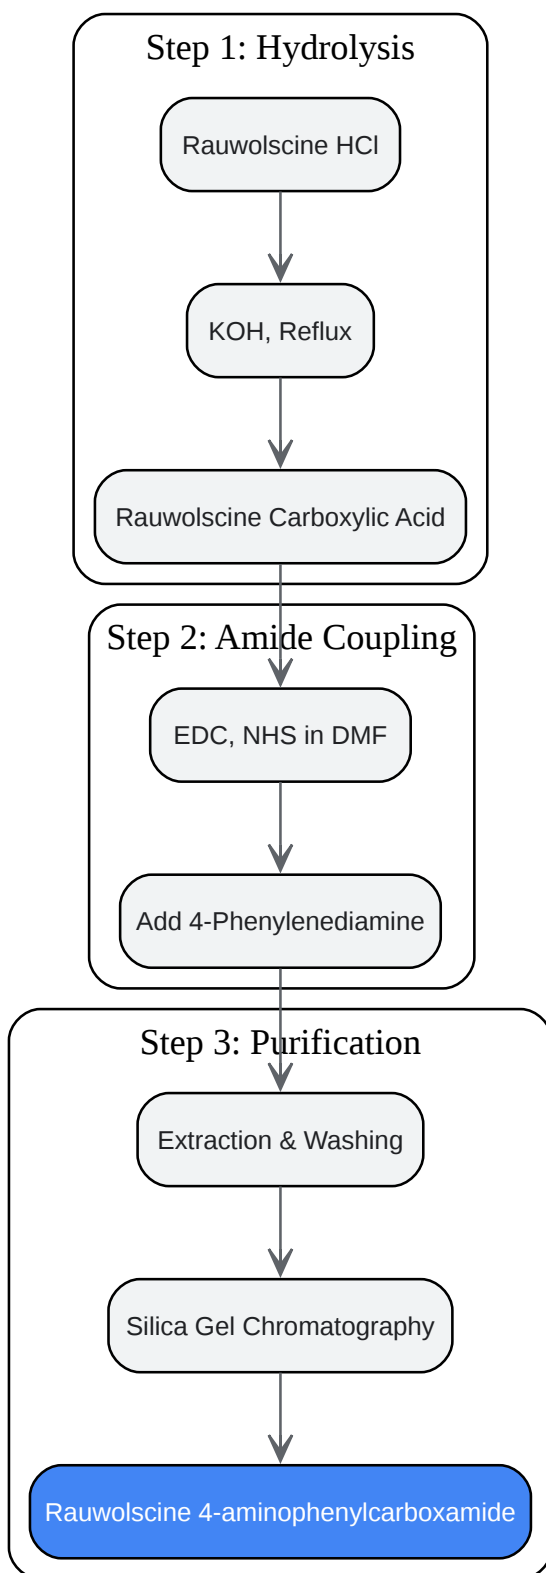 Step 1: Hydrolysis
Rauwolscine HCl
KOH, Reflux
Rauwolscine Carboxylic Acid
Step 2: Amide Coupling
EDC, NHS in DMF
Add 4-Phenylenediamine
Step 3: Purification
Extraction & Washing
Silica Gel Chromatography
Rauwolscine 4-aminophenylcarboxamide